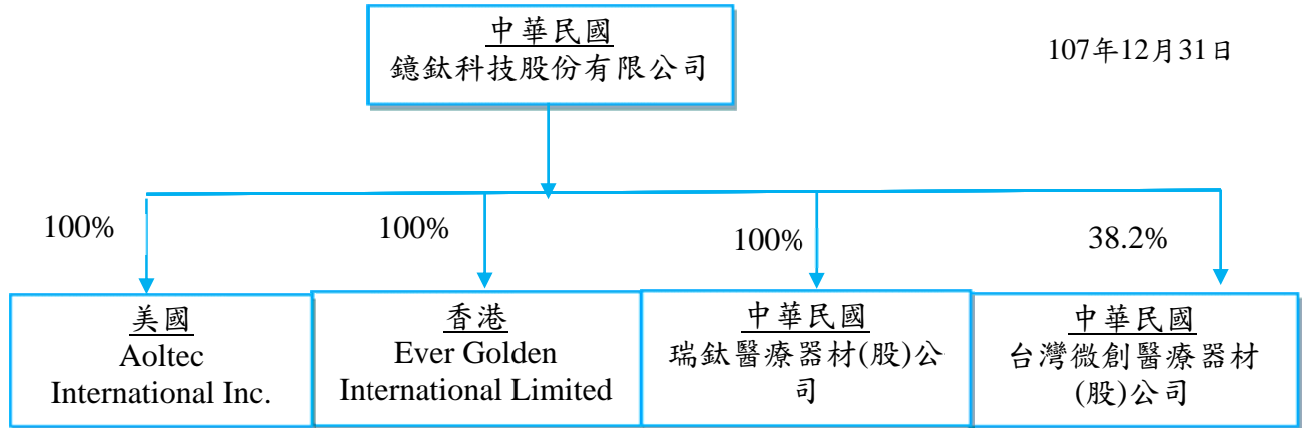 中華民國
鐿鈦科技股份有限公司
107年12月31日
100%
100%
100%
38.2%
美國
Aoltec
International Inc.
香港
Ever Golden
International Limited
中華民國
瑞鈦醫療器材(股)公
司
中華民國
台灣微創醫療器材
(股)公司